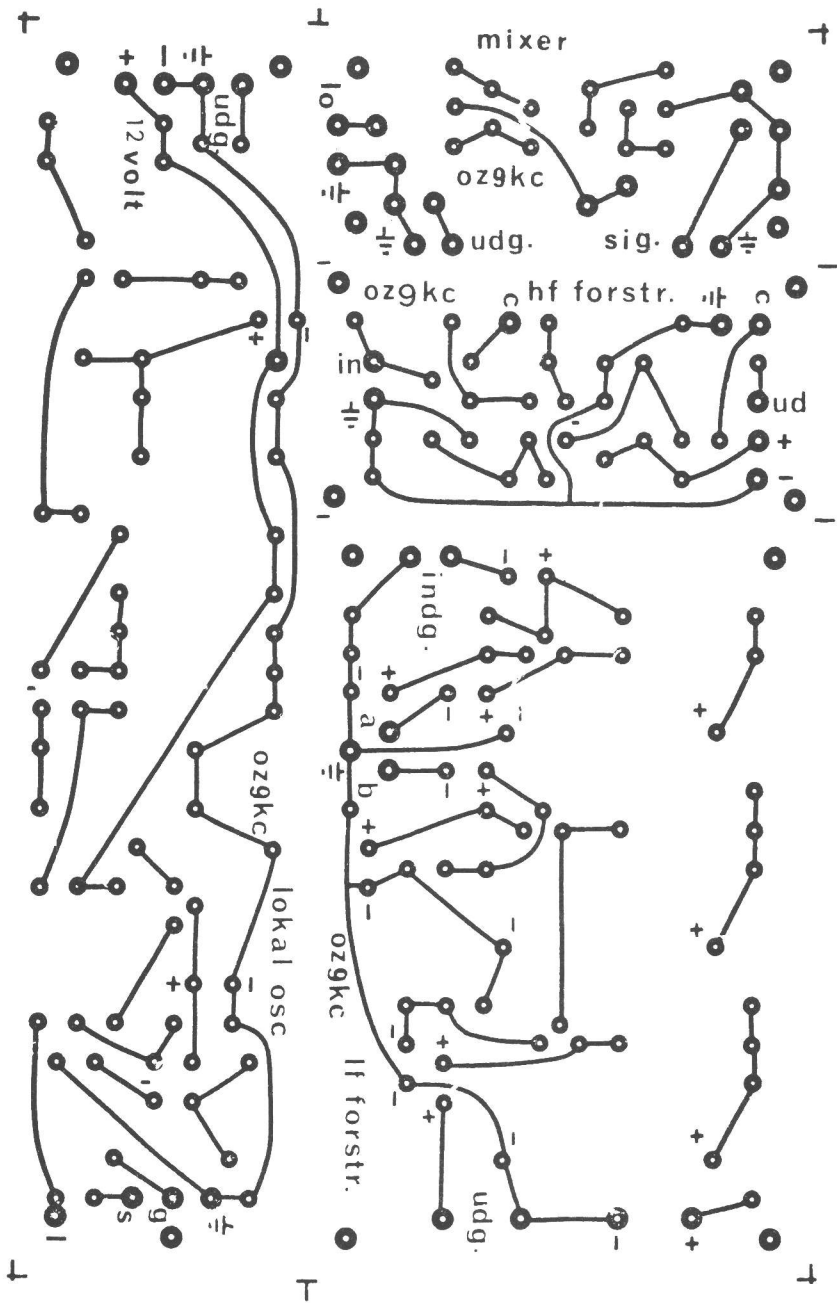 + −
udg.
12 volt
+ −
oz9kc
lokal osc
+ −
s g
l
mixer
lo
oz9kc
udg. sig.
oz9kc c hf forstr. c
in
ud
+
−
− +
indg.
+
− + −
a
b
− +
+
+
−
−
+
oz9kc
− +
lf forstr.
− +
−
+
udg.
− +